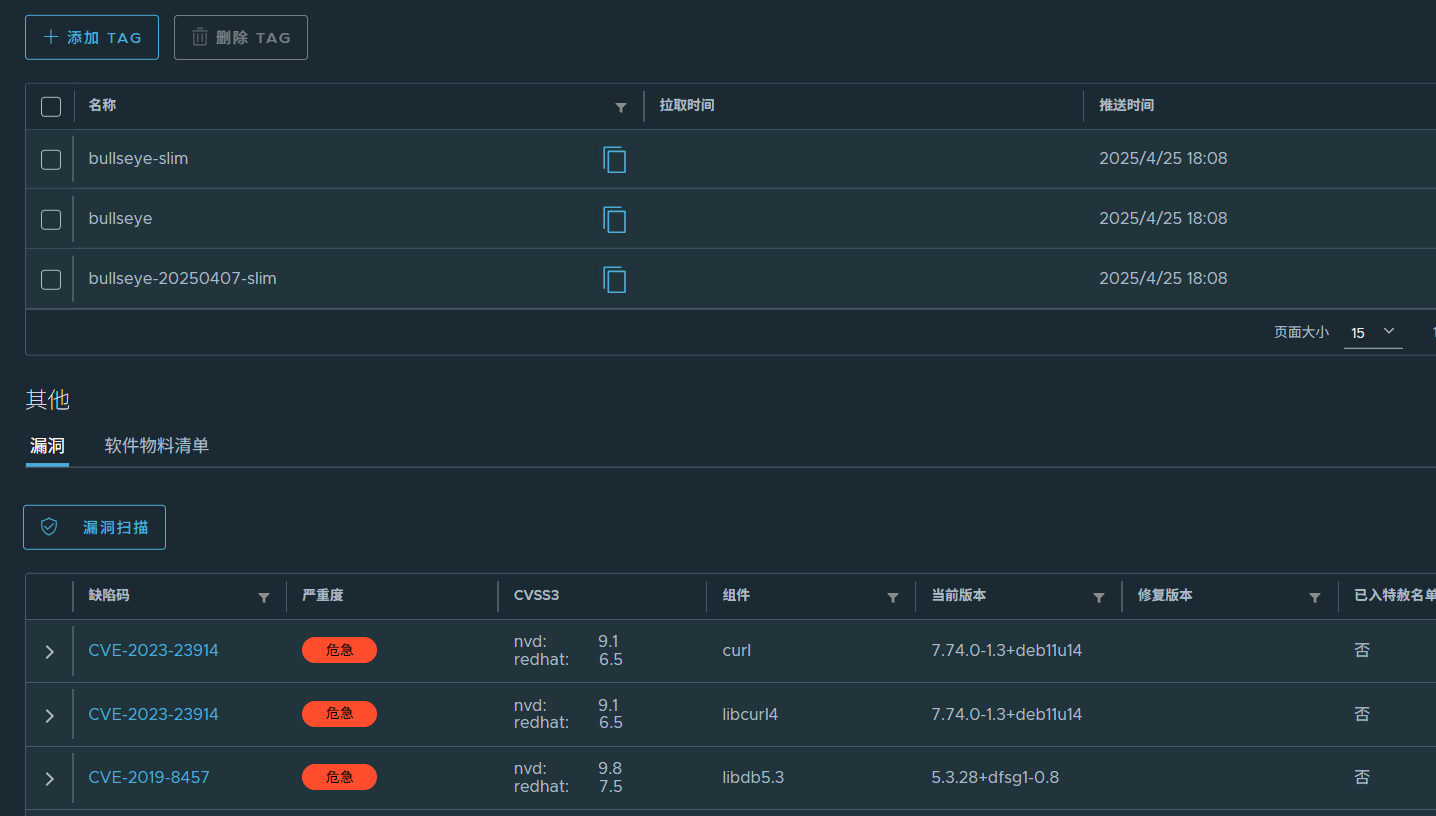 添加 TAG 删除 TAG
名称 拉取时间 推送时间
bullseye-slim 2025/4/25 18:08
bullseye 2025/4/25 18:08
bullseye-20250407-slim 2025/4/25 18:08
页面大小 15
其他
漏洞 软件物料清单
漏洞扫描
缺陷码 严重度 CVSS3 组件 当前版本 修复版本 已入特赦名单
CVE-2023-23914 危急 nvd: 9.1 redhat: 6.5 curl 7.74.0-1.3+deb11u14 否
CVE-2023-23914 危急 nvd: 9.1 redhat: 6.5 libcurl4 7.74.0-1.3+deb11u14 否
CVE-2019-8457 危急 nvd: 9.8 redhat: 7.5 libdb5.3 5.3.28+dfsg1-0.8 否